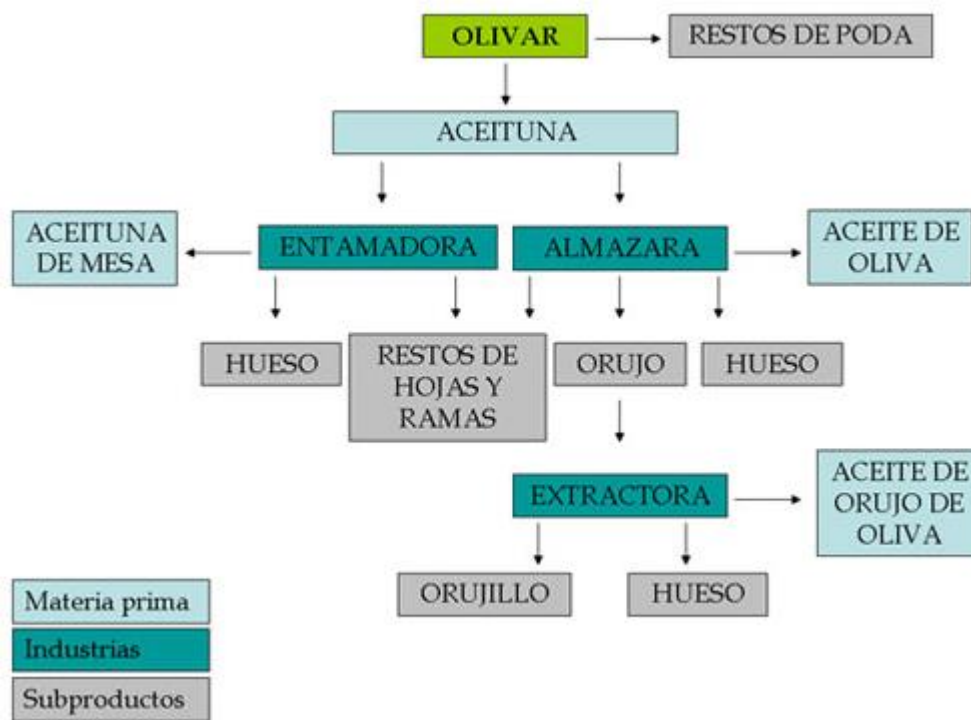 OLIVAR
RESTOS DE PODA
ACEITUNA
ACEITUNA
DE MESA
ENTAMADORA
ALMAZARA
ACEITE DE
OLIVA
HUESO
RESTOS DE
HOJAS Y
RAMAS
ORUJO
HUESO
EXTRACTORA
ACEITE DE
ORUJO DE
OLIVA
ORUJILLO
HUESO
Materia prima
Industrias
Subproductos